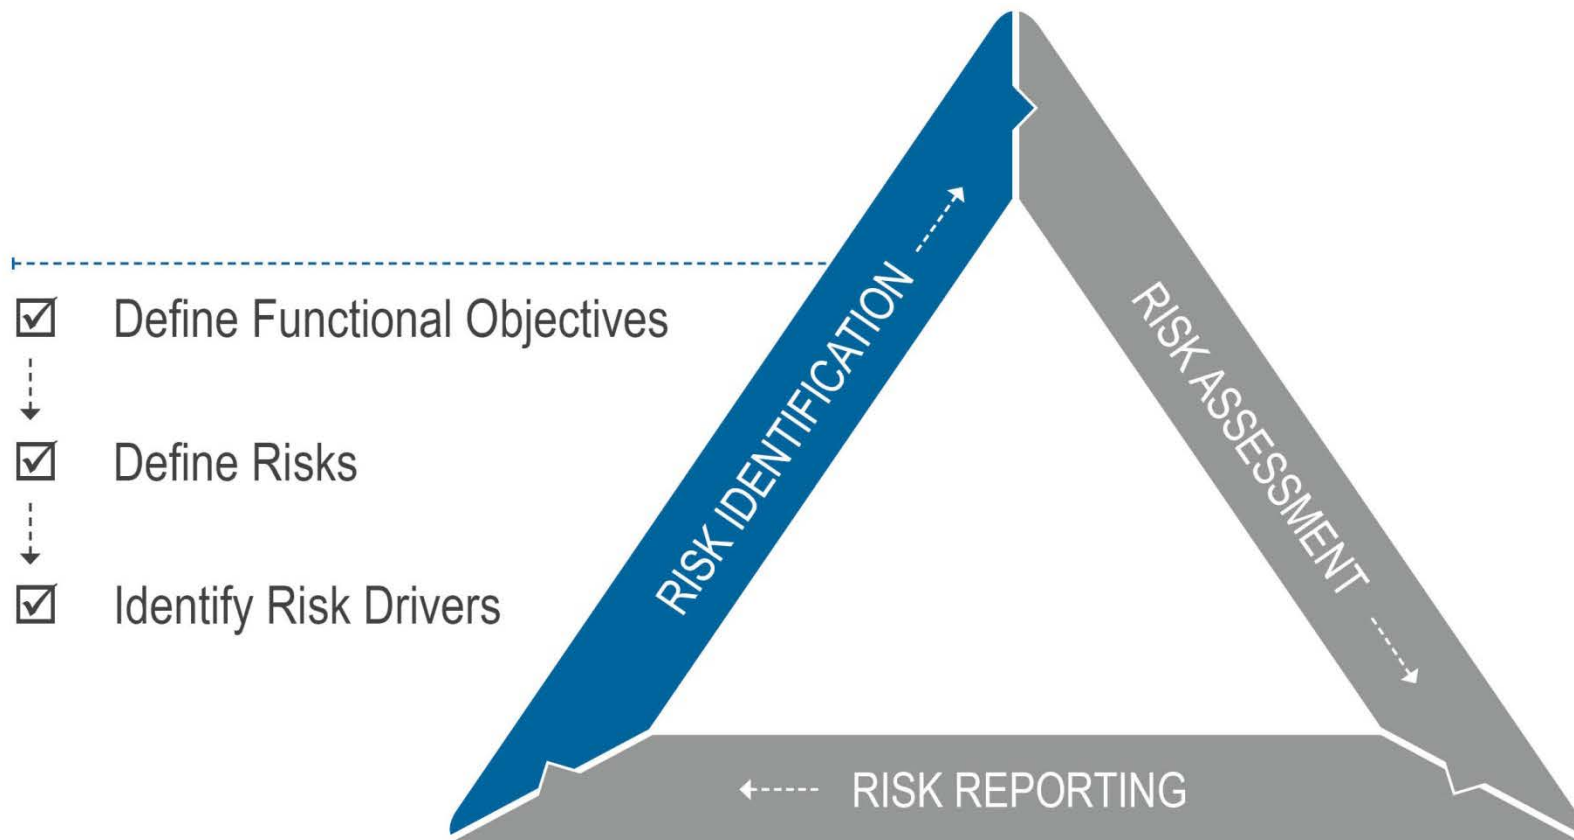 Define Functional Objectives
Define Risks
Identify Risk Drivers
RISK IDENTIFICATION
RISK ASSESSMENT
RISK REPORTING